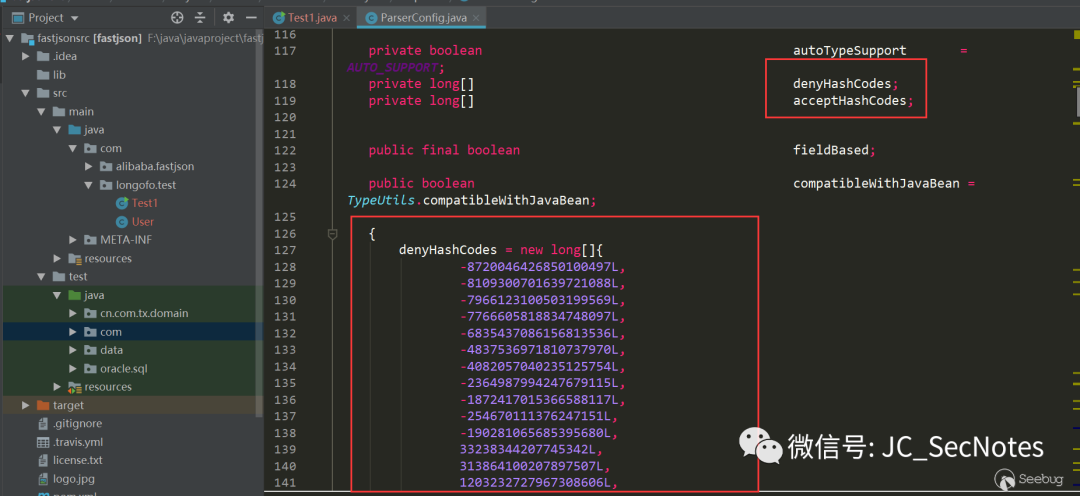 Project
fastjsonsrc [fastjson] F:\java\javaproject\fastj
.idea
lib
src
main
java
com
alibaba.fastjson
longofo.test
Test1
User
META-INF
resources
test
java
cn.com.tx.domain
com
data
oracle.sql
resources
target
.gitignore
.travis.yml
license.txt
logo.jpg
Test1.java
ParserConfig.java
116
117 private boolean autoTypeSupport =
AUTO_SUPPORT;
118 private long[] denyHashCodes;
119 private long[] acceptHashCodes;
120
121
122 public final boolean fieldBased;
123
124 public boolean compatibleWithJavaBean =
TypeUtils.compatibleWithJavaBean;
125
126 {
127 denyHashCodes = new long[]{
128 -8720046426850100497L,
129 -8109300701639721088L,
130 -7966123100503199569L,
131 -7766605818834748097L,
132 -6835437086156813536L,
133 -4837536971810737970L,
134 -4082057040235125754L,
135 -2364987994247679115L,
136 -1872417015366588117L,
137 -254670111376247151L,
138 -190281065685395680L,
139 33238344207745342L,
140 313864100207897507L,
141 1203232727967308606L,
微信号: JC_SecNotes
Seebug